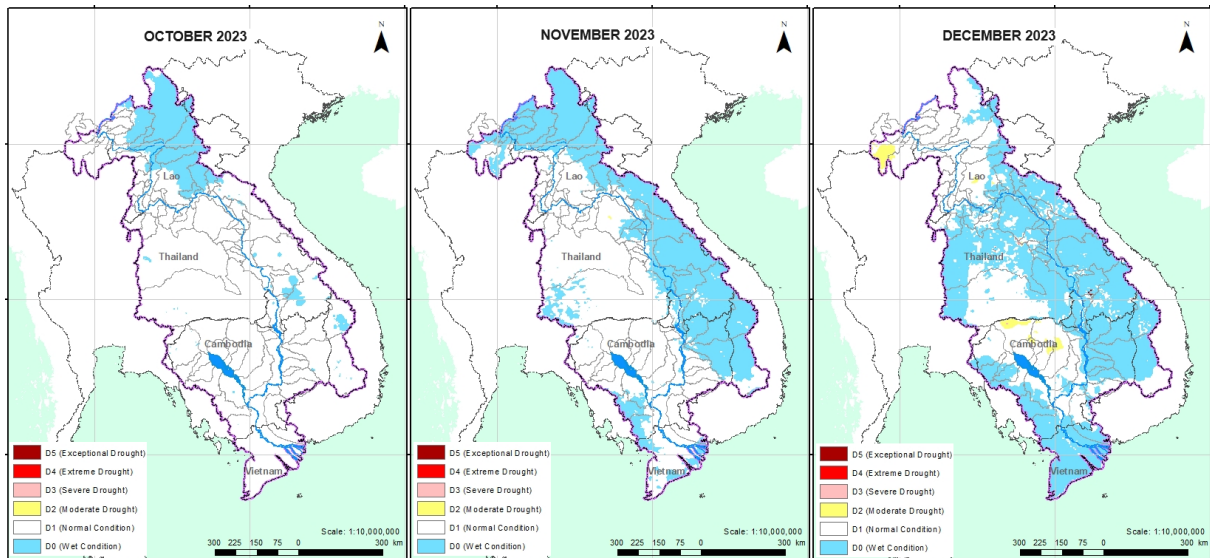 OCTOBER 2023
N
Lao
Thailand
Cambodia
Vietnam
D5 (Exceptional Drought)
D4 (Extreme Drought)
D3 (Severe Drought)
D2 (Moderate Drought)
D1 (Normal Condition)
D0 (Wet Condition)
Scale: 1:10,000,000
225 150 75 0 300 km
NOVEMBER 2023
N
Lao
Thailand
Cambodia
Vietnam
D5 (Exceptional Drought)
D4 (Extreme Drought)
D3 (Severe Drought)
D2 (Moderate Drought)
D1 (Normal Condition)
D0 (Wet Condition)
Scale: 1:10,000,000
225 150 75 0 300 km
DECEMBER 2023
N
Lao
Thailand
Cambodia
Vietnam
D5 (Exceptional Drought)
D4 (Extreme Drought)
D3 (Severe Drought)
D2 (Moderate Drought)
D1 (Normal Condition)
D0 (Wet Condition)
Scale: 1:10,000,000
225 150 75 0 300 km